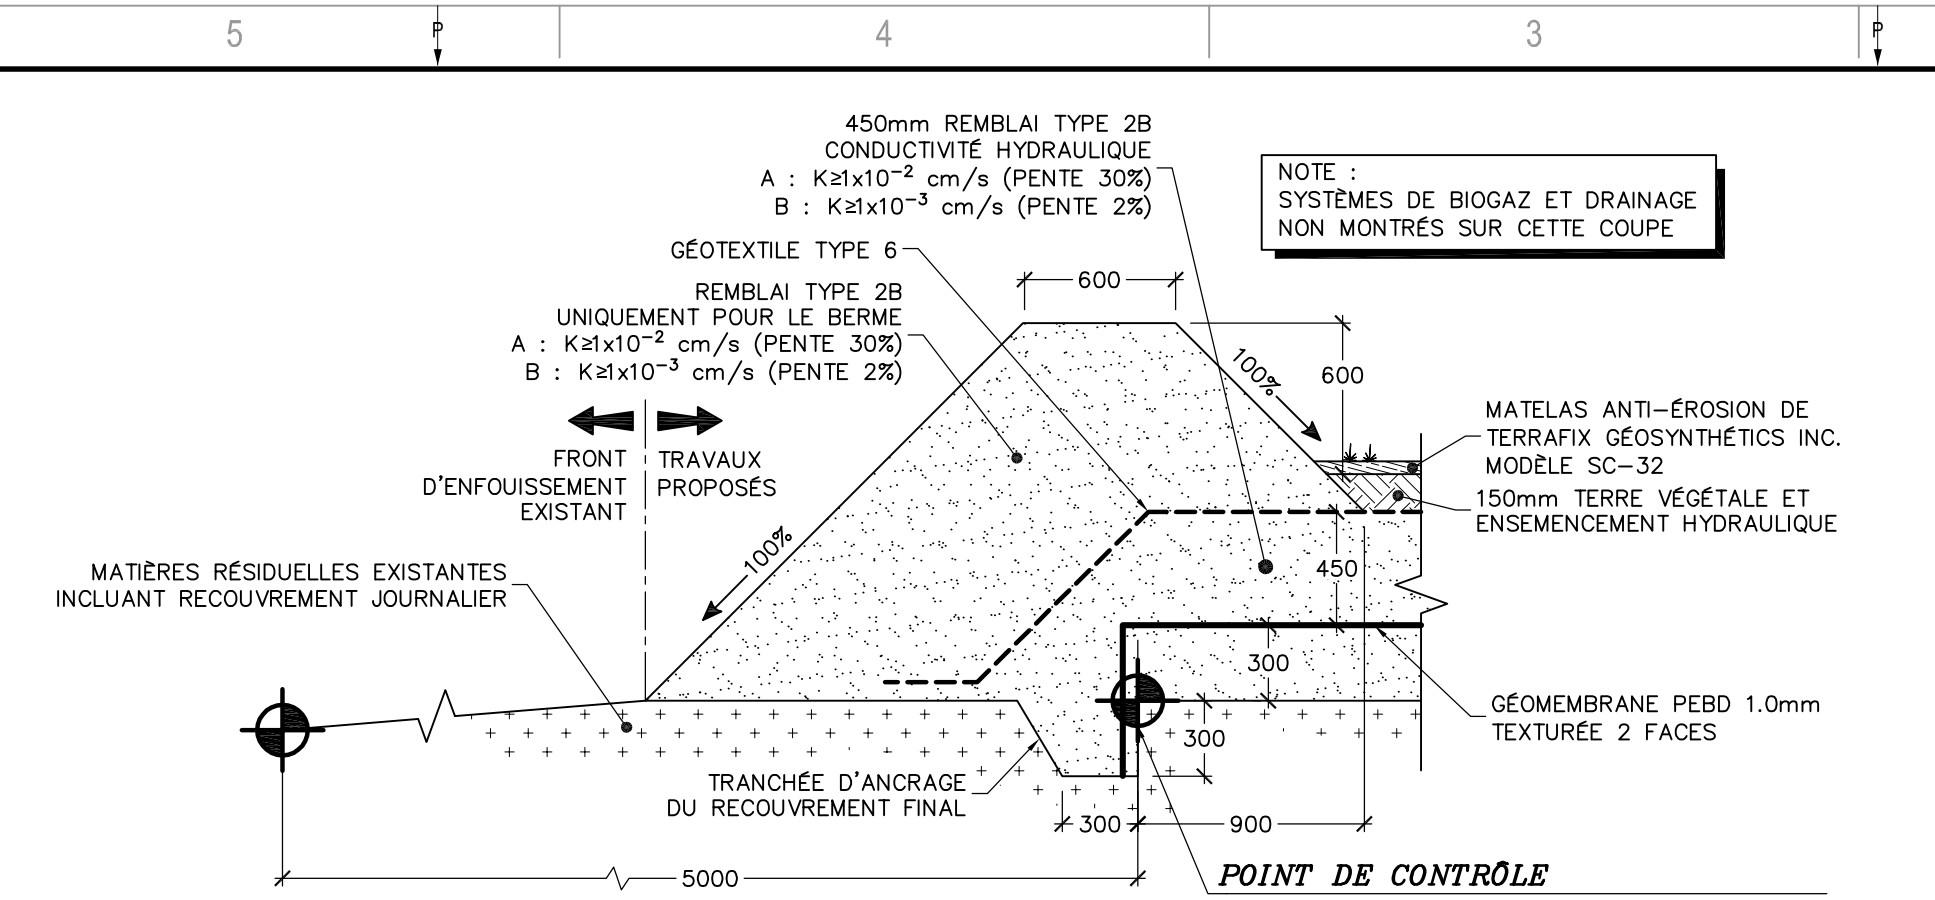 5
P
4
3
P
450mm REMBLAI TYPE 2B
CONDUCTIVITÉ HYDRAULIQUE
A : K≥1x10⁻² cm/s (PENTE 30%)
B : K≥1x10⁻³ cm/s (PENTE 2%)
NOTE :
SYSTÈMES DE BIOGAZ ET DRAINAGE
NON MONTRÉS SUR CETTE COUPE
GÉOTEXTILE TYPE 6
600
REMBLAI TYPE 2B
UNIQUEMENT POUR LE BERME
A : K≥1x10⁻² cm/s (PENTE 30%)
B : K≥1x10⁻³ cm/s (PENTE 2%)
100%
600
MATELAS ANTI-ÉROSION DE
TERRAFIX GÉOSYNTHÉTICS INC.
MODÈLE SC-32
150mm TERRE VÉGÉTALE ET
ENSEMENCEMENT HYDRAULIQUE
FRONT
D'ENFOUISSEMENT
EXISTANT
TRAVAUX
PROPOSÉS
100%
450
MATIÈRES RÉSIDUELLES EXISTANTES
INCLUANT RECOUVREMENT JOURNALIER
300
GÉOMEMBRANE PEBD 1.0mm
TEXTURÉE 2 FACES
300
TRANCHÉE D'ANCRAGE
DU RECOUVREMENT FINAL
300
900
5000
POINT DE CONTRÔLE